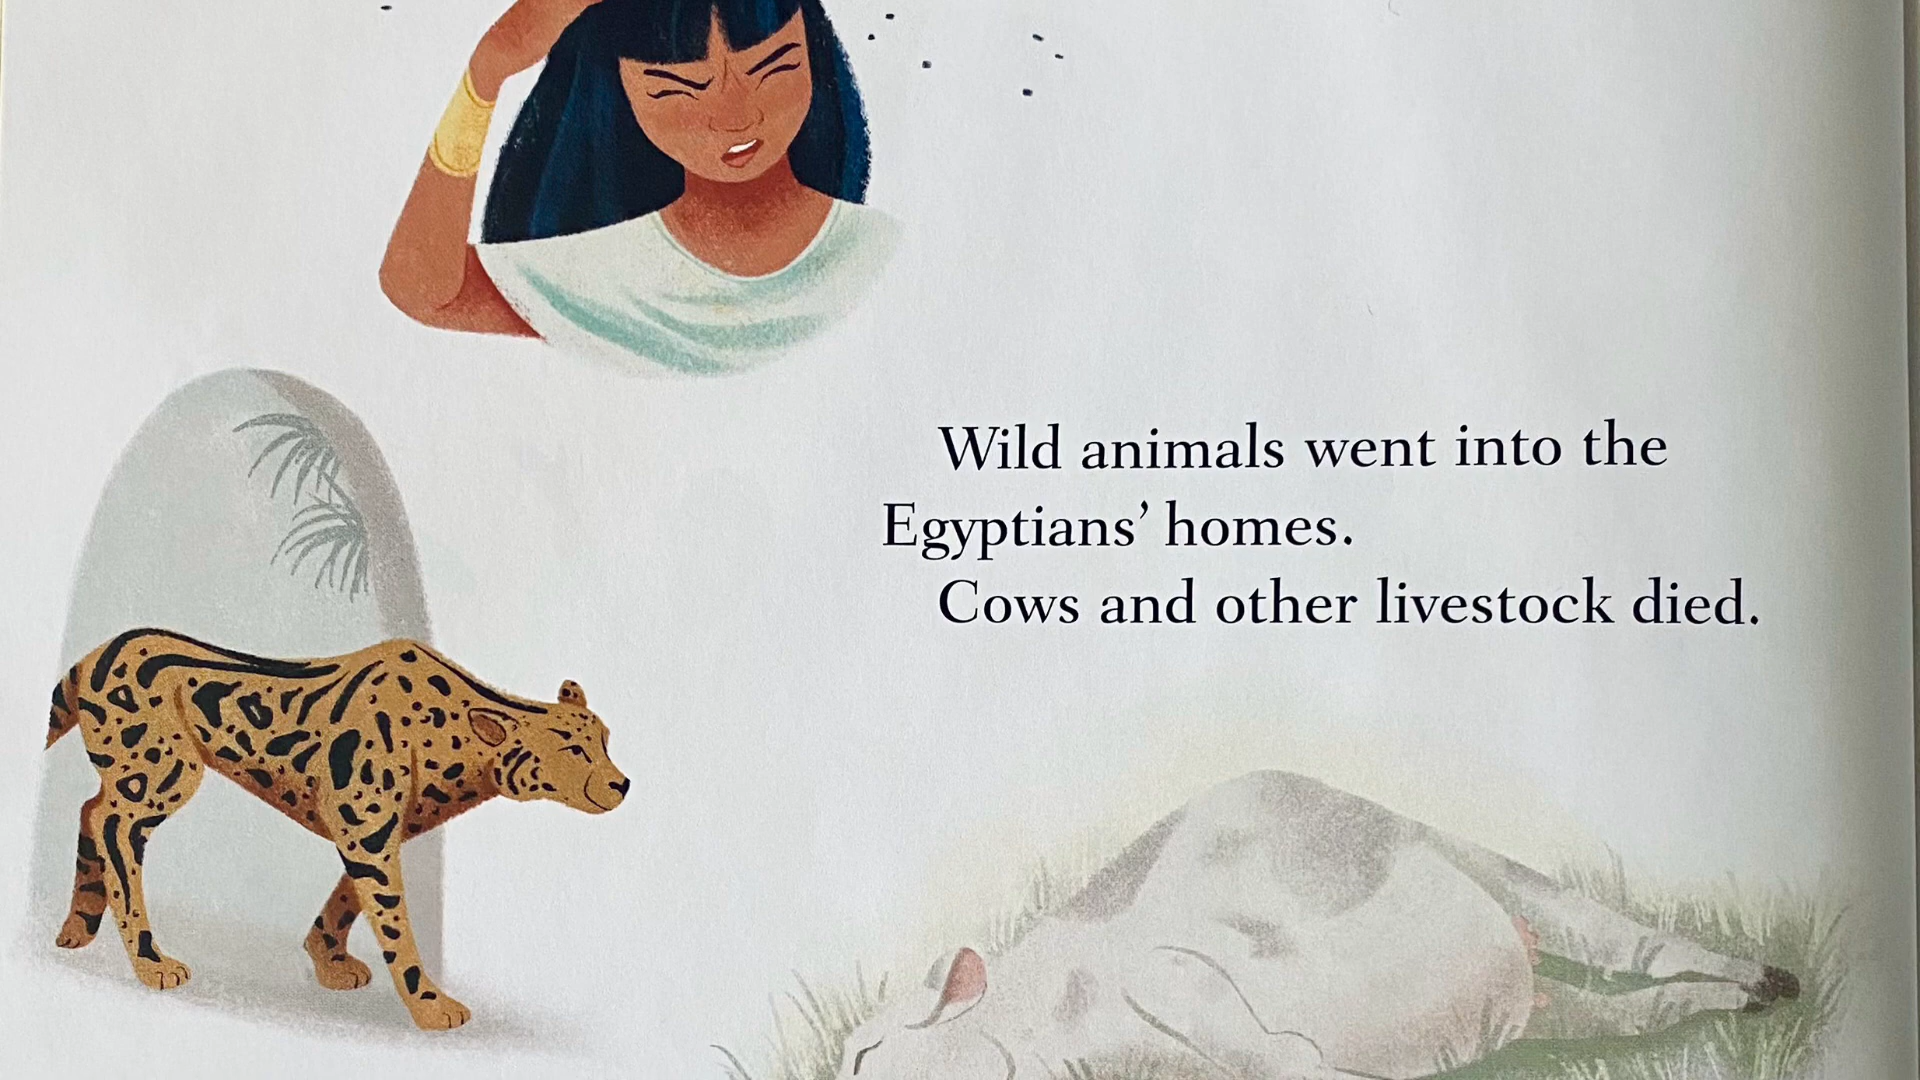 Wild animals went into the
Egyptians’ homes.
Cows and other livestock died.